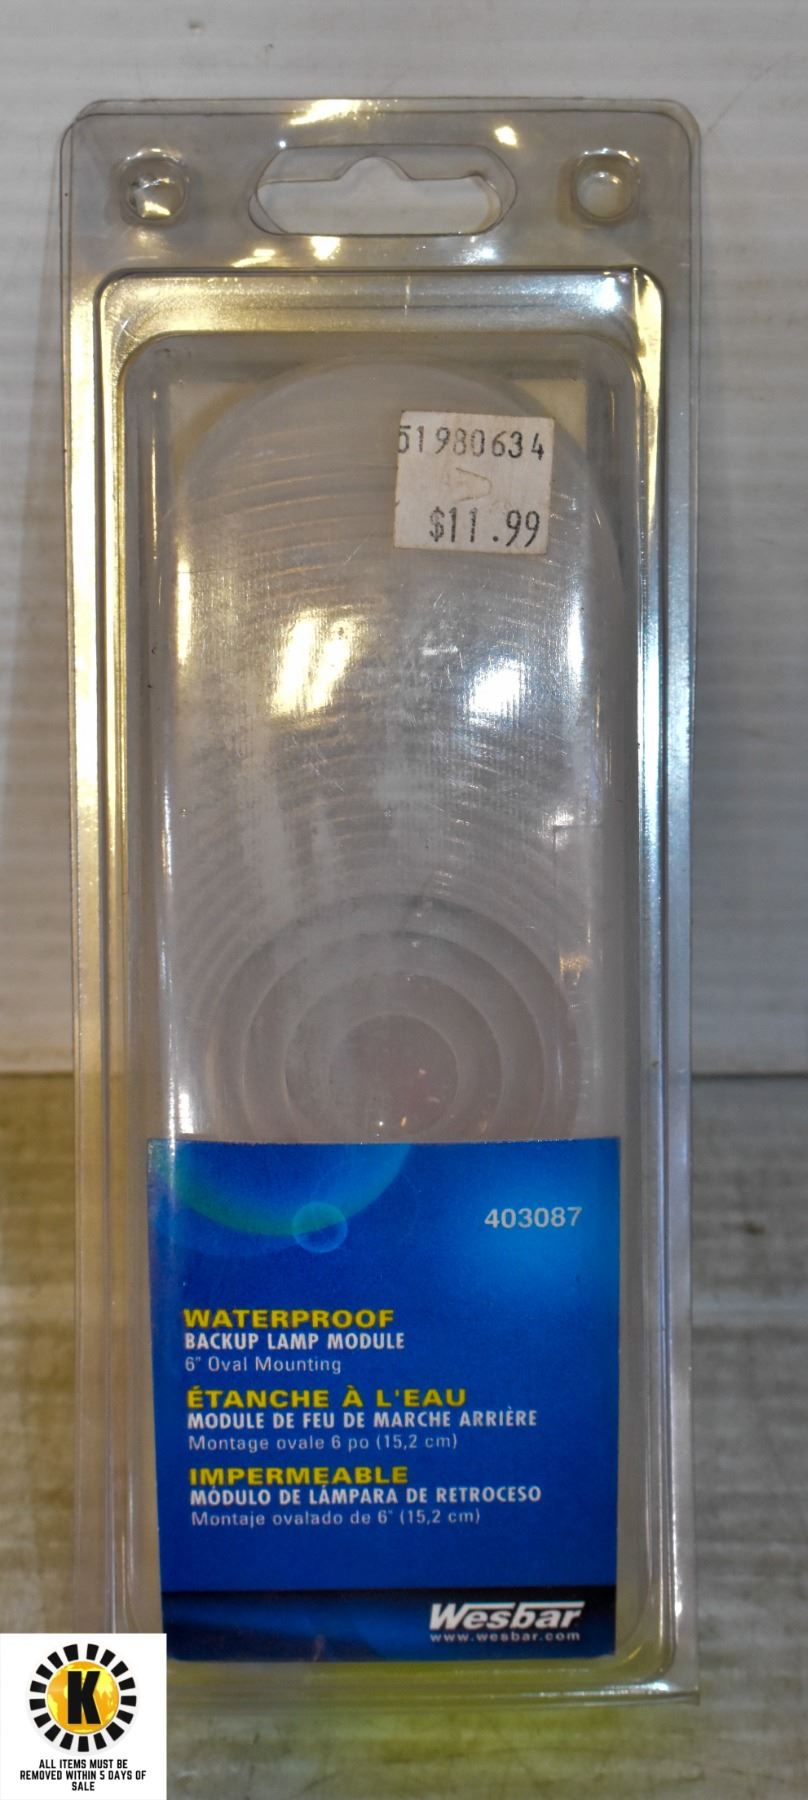 51980634
$11.99
403087
WATERPROOF
BACKUP LAMP MODULE
6" Oval Mounting
ÉTANCHE À L'EAU
MODULE DE FEU DE MARCHE ARRIÈRE
Montage ovale 6 po (15,2 cm)
IMPERMEABLE
MÓDULO DE LÁMPARA DE RETROCESO
Montaje ovalado de 6" (15,2 cm)
Wesbar
www.wesbar.com
K
ALL ITEMS MUST BE
REMOVED WITHIN 5 DAYS OF
SALE